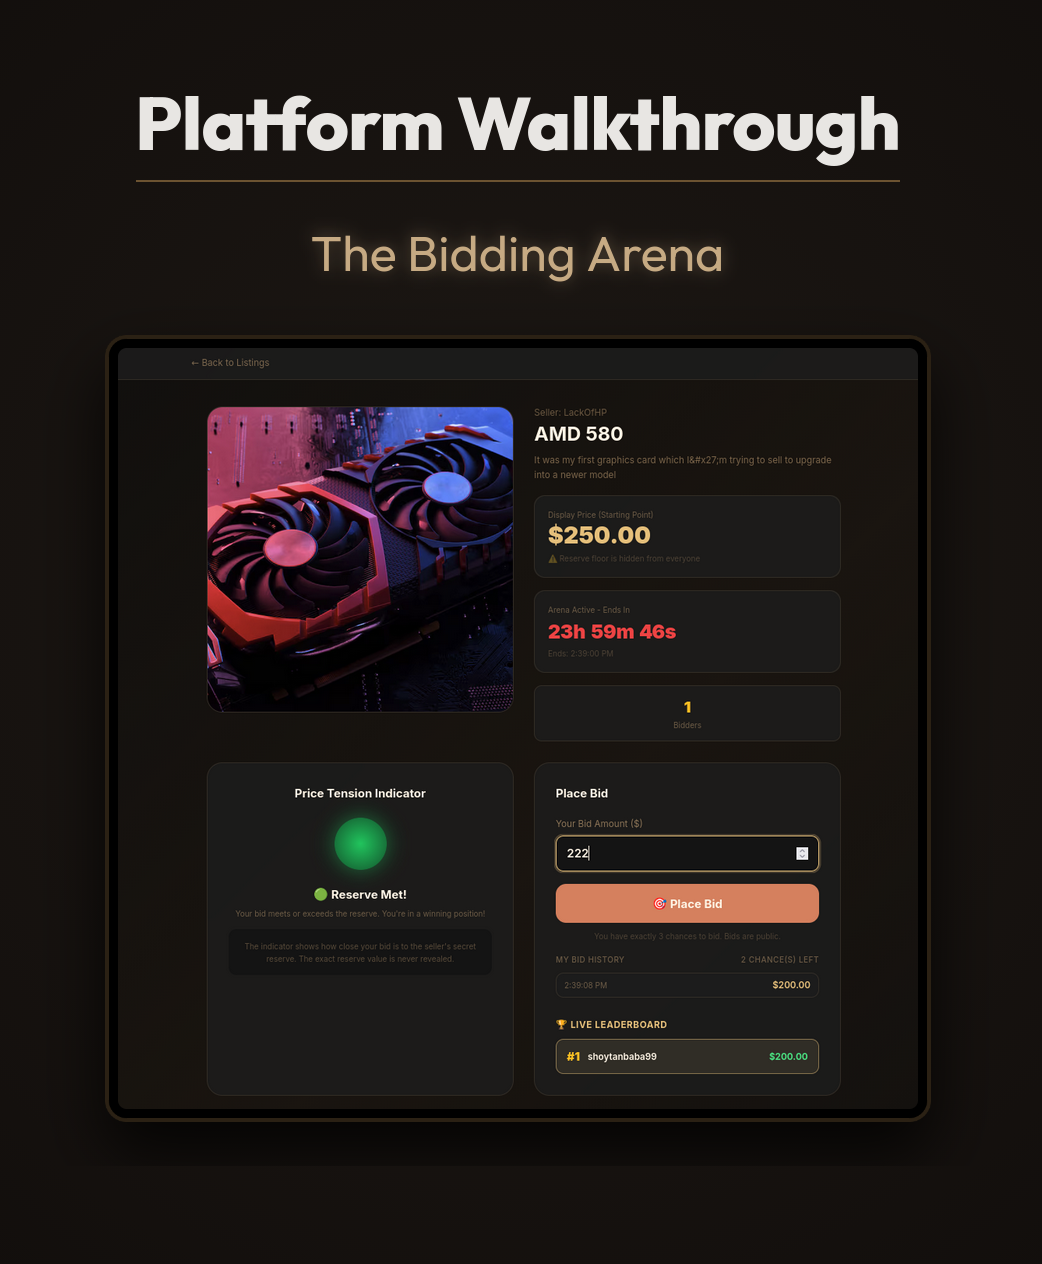 Platform Walkthrough
The Bidding Arena
← Back to Listings
Seller: LackOfHP
AMD 580
It was my first graphics card which I&#x27;m trying to sell to upgrade
into a newer model
Display Price (Starting Point)
$250.00
⚠️ Reserve floor is hidden from everyone
Arena Active - Ends In
23h 59m 46s
Ends: 2:39:00 PM
1
Bidders
Price Tension Indicator
🟢 Reserve Met!
Your bid meets or exceeds the reserve. You're in a winning position!
The indicator shows how close your bid is to the seller's secret
reserve. The exact reserve value is never revealed.
Place Bid
Your Bid Amount ($)
222
🎯 Place Bid
You have exactly 3 chances to bid. Bids are public.
MY BID HISTORY 2 CHANCE(S) LEFT
2:39:08 PM $200.00
🏆 LIVE LEADERBOARD
#1 shoytanbaba99 $200.00